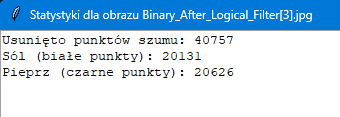 Statystyki dla obrazu Binary_After_Logical_Filter[3].jpg
Usunięto punktów szumu: 40757
Sól (białe punkty): 20131
Pieprz (czarne punkty): 20626